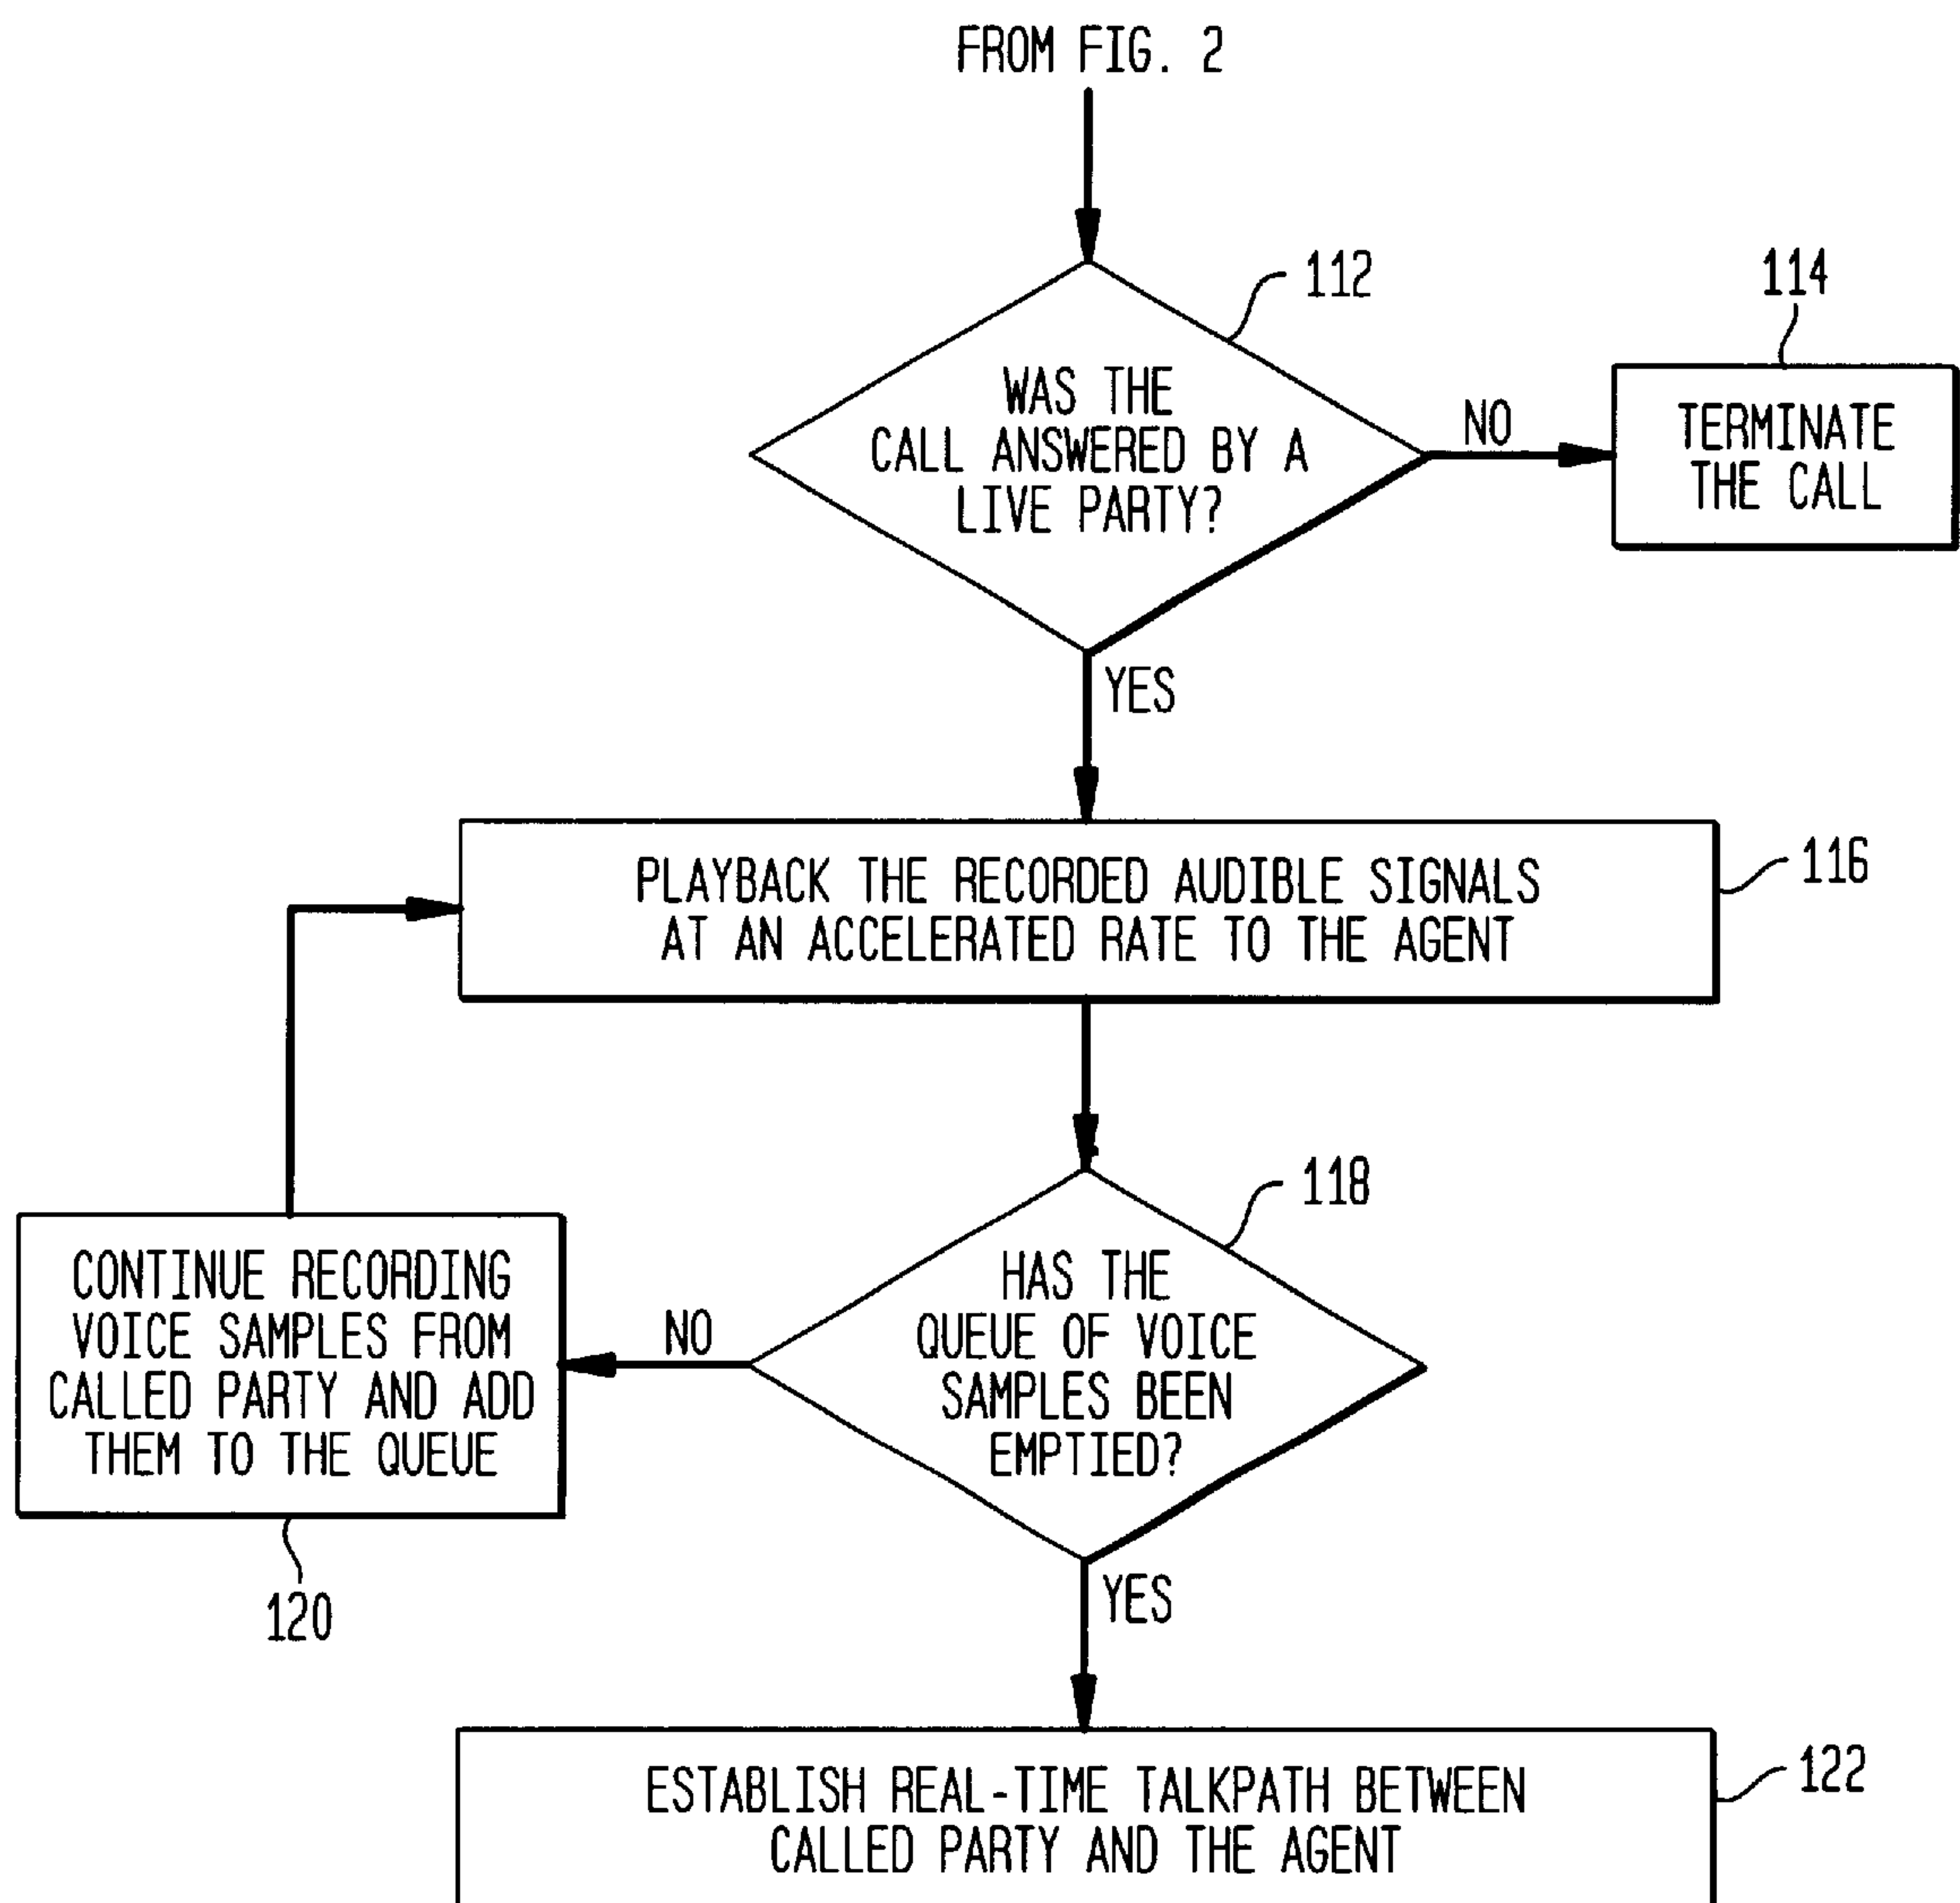 FROM FIG. 2
112
114
WAS THE
CALL ANSWERED BY A
LIVE PARTY?
NO
TERMINATE
THE CALL
YES
PLAYBACK THE RECORDED AUDIBLE SIGNALS
AT AN ACCELERATED RATE TO THE AGENT
116
118
HAS THE
QUEUE OF VOICE
SAMPLES BEEN
EMPTIED?
NO
CONTINUE RECORDING
VOICE SAMPLES FROM
CALLED PARTY AND ADD
THEM TO THE QUEUE
120
YES
ESTABLISH REAL-TIME TALKPATH BETWEEN
CALLED PARTY AND THE AGENT
122